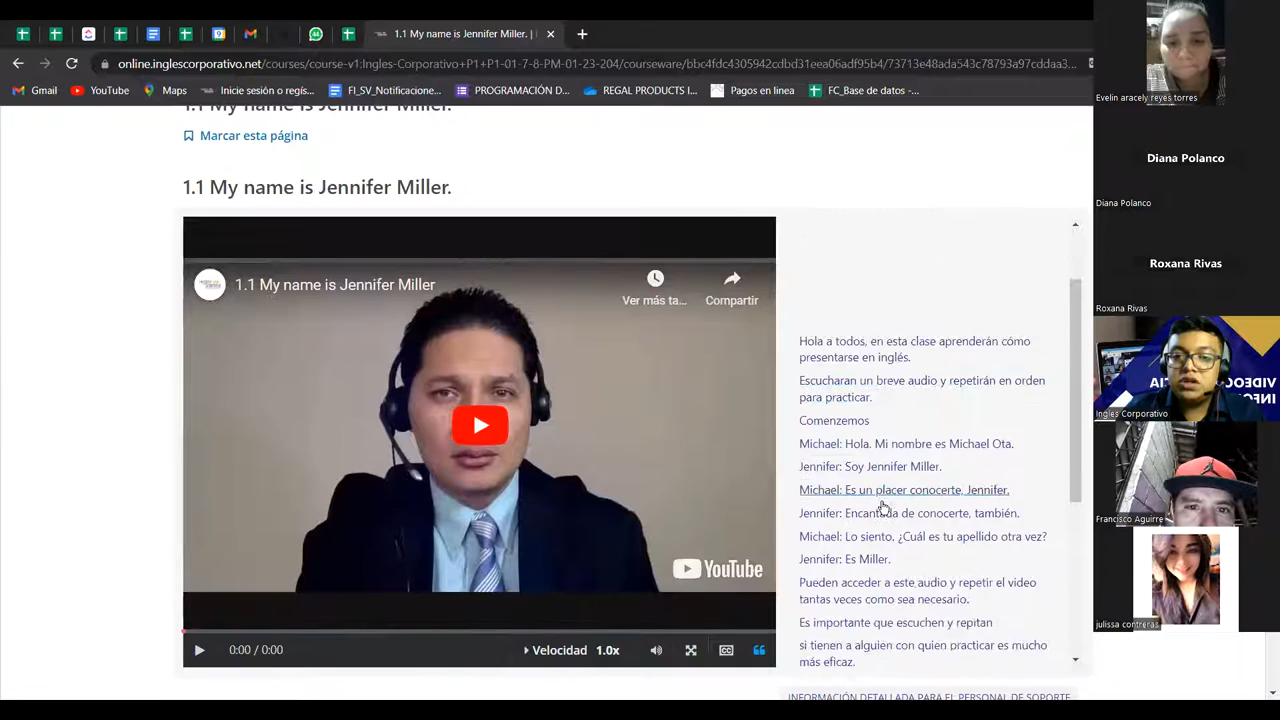 1.1 My name is Jennifer Miller. |
online.inglescorporativo.net/courses/course-v1:Ingles-Corporativo+P1+P1-01-7-8-PM-01-23-204/courseware/bbc4fdc4305942cdbd31eea06adf95b4/73713e48ada543c78793a97cddaa3...
Gmail YouTube Maps Inicie sesión o regís... FI_SV_Notificacione... PROGRAMACIÓN D... REGAL PRODUCTS I... Pagos en linea FC_Base de datos -...
1.1 My name is Jennifer Miller.
Marcar esta página
1.1 My name is Jennifer Miller.
1.1 My name is Jennifer Miller
Ver más ta... Compartir
YouTube
0:00 / 0:00 Velocidad 1.0x
Hola a todos, en esta clase aprenderán cómo
presentarse en inglés.
Escucharan un breve audio y repetirán en orden
para practicar.
Comenzemos
Michael: Hola. Mi nombre es Michael Ota.
Jennifer: Soy Jennifer Miller.
Michael: Es un placer conocerte, Jennifer.
Jennifer: Encantada de conocerte, también.
Michael: Lo siento, ¿Cuál es tu apellido otra vez?
Jennifer: Es Miller.
Pueden acceder a este audio y repetir el video
tantas veces como sea necesario.
Es importante que escuchen y repitan
si tienen a alguien con quien practicar es mucho
más eficaz.
INFORMACIÓN DETALLADA PARA EL PERSONAL DE SOPORTE
Evelin aracely reyes torres
Diana Polanco
Diana Polanco
Roxana Rivas
Roxana Rivas
Ingles Corporativo
Francisco Aguirre
julissa contreras